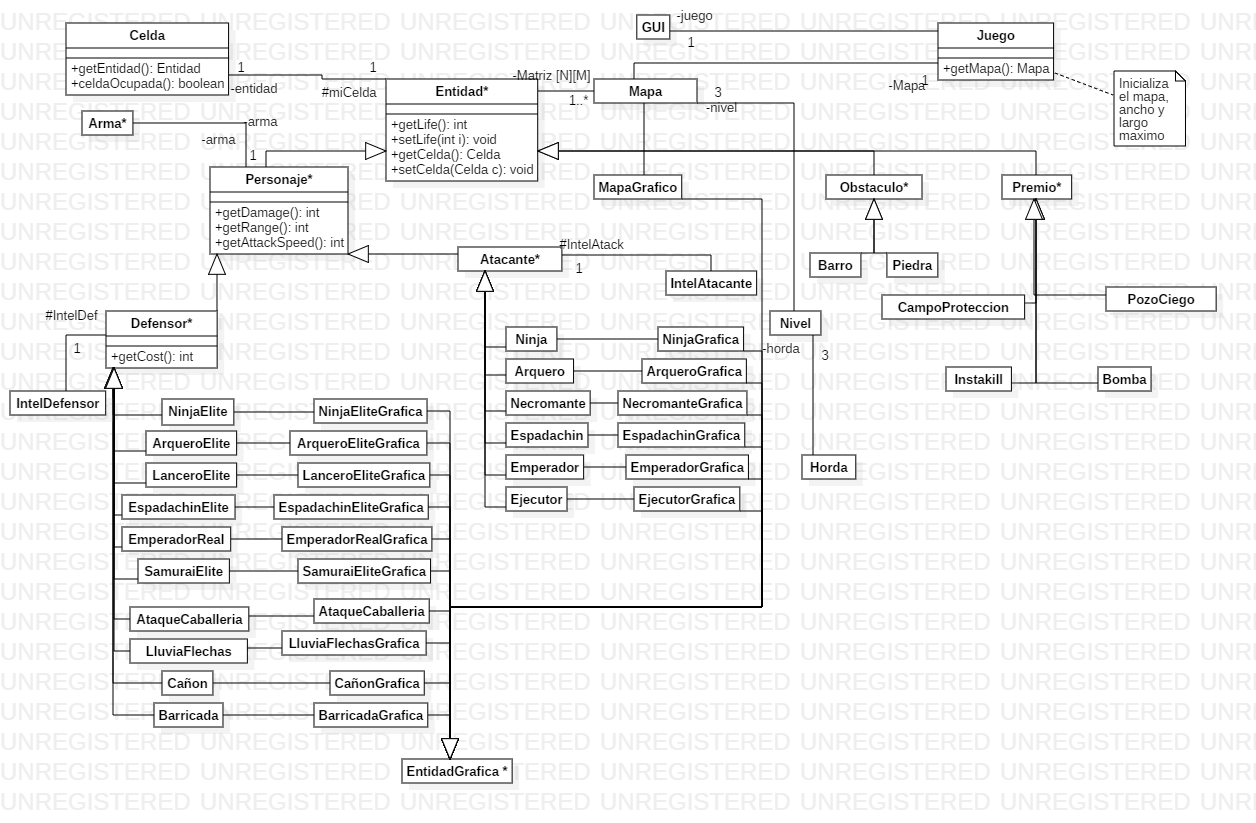 GUI
-juego
1
Juego
+getMapa(): Mapa
-Mapa
1
Inicializa
el mapa,
ancho y
largo
maximo
Celda
+getEntidad(): Entidad
+celdaOcupada(): boolean
1
-entidad
1
#miCelda
Entidad*
+getLife(): int
+setLife(int i): void
+getCelda(): Celda
+setCelda(Celda c): void
-Matriz [N][M]
1..*
Mapa
3
-nivel
Arma*
-arma
-arma
1
Personaje*
+getDamage(): int
+getRange(): int
+getAttackSpeed(): int
MapaGrafico
Obstaculo*
Premio*
Atacante*
#IntelAtack
1
IntelAtacante
Barro
Piedra
CampoProteccion
PozoCiego
Instakill
Bomba
#IntelDef
1
Defensor*
+getCost(): int
IntelDefensor
Nivel
-horda
3
Horda
Ninja
NinjaGrafica
Arquero
ArqueroGrafica
Necromante
NecromanteGrafica
Espadachin
EspadachinGrafica
Emperador
EmperadorGrafica
Ejecutor
EjecutorGrafica
NinjaElite
NinjaEliteGrafica
ArqueroElite
ArqueroEliteGrafica
LanceroElite
LanceroEliteGrafica
EspadachinElite
EspadachinEliteGrafica
EmperadorReal
EmperadorRealGrafica
SamuraiElite
SamuraiEliteGrafica
AtaqueCaballeria
AtaqueCaballeria
LluviaFlechas
LluviaFlechasGrafica
Cañon
CañonGrafica
Barricada
BarricadaGrafica
EntidadGrafica *
UNREGISTERED